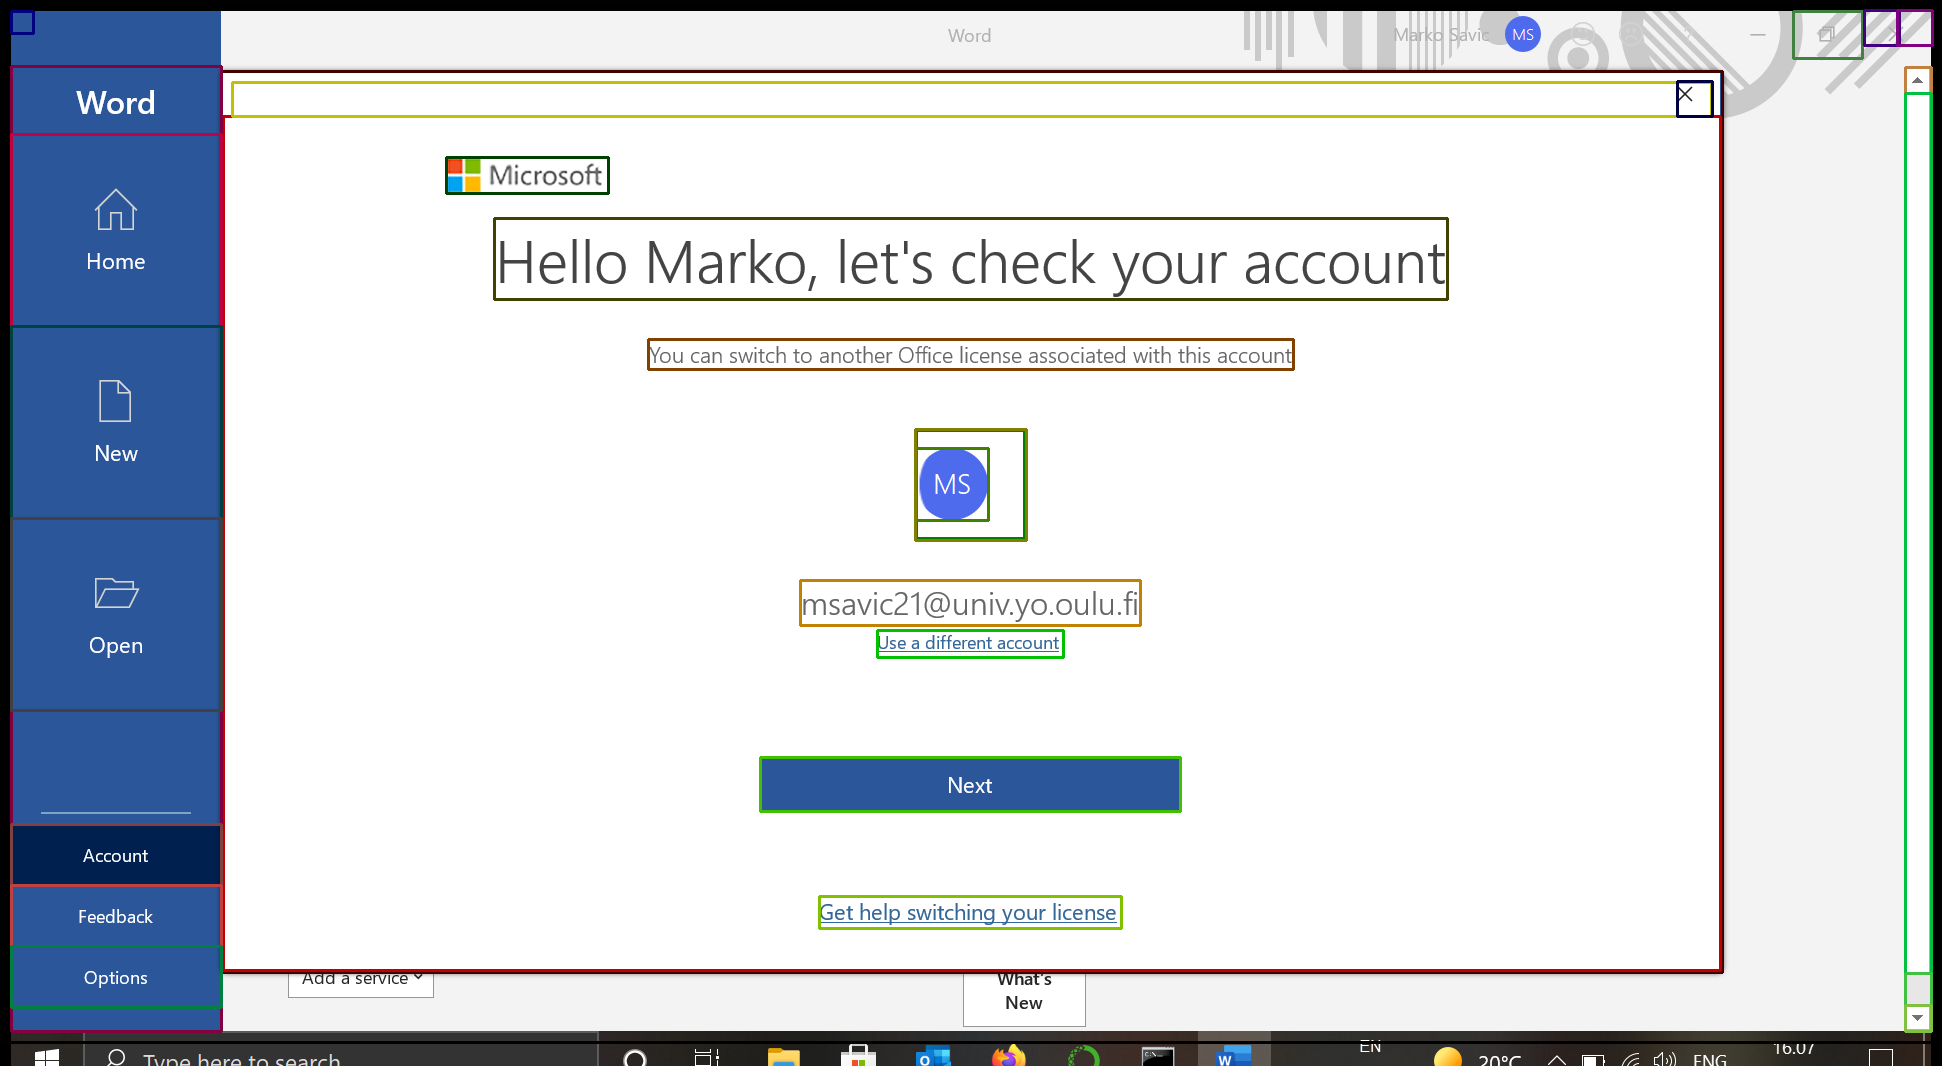 Word
Marko Savic
MS
Word
Home
New
Open
Account
Feedback
Options
Microsoft
Hello Marko, let's check your account
You can switch to another Office license associated with this account
MS
msavic21@univ.yo.oulu.fi
Use a different account
Next
Get help switching your license
Add a service
What's
New
Type here to search
EN
20°C
ENG
16.07